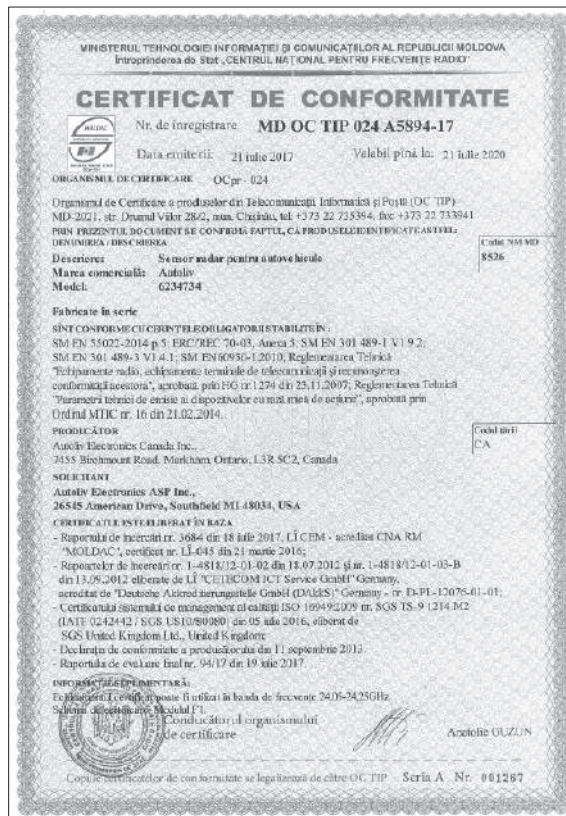 MINISTERUL TEHNOLOGIEI INFORMAȚIEI ȘI COMUNICAȚIILOR AL REPUBLICII MOLDOVA
Întreprinderea de Stat „CENTRUL NAȚIONAL PENTRU FRECVENȚE RADIO"
CERTIFICAT DE CONFORMITATE
MOLDAC
Nr. de înregistrare MD OC TIP 024 A5894-17
Data emiterii: 21 iulie 2017 Valabil pînă la: 21 iulie 2020
ORGANISMUL DE CERTIFICARE OCpr - 024
Organismul de Certificare a produselor din Telecomunicații, Informatică și Poștă (OC TIP)
MD-2021, str. Drumul Viilor 28/2, mun. Chișinău, tel. +373 22 735394, fax: +373 22 733941
PRIN PREZENTUL DOCUMENT SE CONFIRMĂ FAPTUL, CĂ PRODUSELE IDENTIFICATE ASTFEL:
DENUMIREA / DESCRIEREA
Codul NM MD
8526
Descriere: Sensor radar pentru autovehicule
Marca comercială: Autoliv
Model: 6234734
Fabricate în serie
SÎNT CONFORME CU CERINȚELE OBLIGATORII STABILITE ÎN:
SM EN 55022-2014 p.5; ERC/REC 70-03, Anexa 5; SM EN 301 489-1 V1.9.2;
SM EN 301 489-3 V1.4.1; SM EN60950-1:2010; Reglementarea Tehnică
"Echipamente radio, echipamente terminale de telecomunicații și recunoașterea
conformității acestora", aprobată prin HG nr.1274 din 23.11.2007; Reglementarea Tehnică
"Parametrii tehnici de emisie ai dispozitivelor cu rază mică de acțiune", aprobată prin
Ordinul MTIC nr. 16 din 21.02.2014.
PRODUCĂTOR
Codul țării
CA
Autoliv Electronics Canada Inc.,
7455 Birchmount Road, Markham, Ontario, L3R 5C2, Canada
SOLICITANT
Autoliv Electronics ASP Inc.,
26545 American Drive, Southfield MI 48034, USA
CERTIFICATUL ESTE ELIBERAT ÎN BAZA
- Raportului de încercări nr. 3684 din 18 iulie 2017, LÎ CEM - acreditat CNA RM
"MOLDAC", certificat nr. LÎ-045 din 21 martie 2016;
- Rapoartelor de încercări nr. 1-4818/12-01-02 din 18.07.2012 și nr. 1-4818/12-01-03-B
din 13.09.2012 eliberate de LÎ "CETECOM ICT Service GmbH" Germany,
acreditat de "Deutsche Akkreditierungsstelle GmbH (DAkkS)" Germany - nr. D-PL-12076-01-01;
- Certificatului sistemului de management al calității ISO 16949:2009 nr. SGS TS-9 1214 M2
(IATF 0242442 / SGS US10/80080) din 05 iulie 2016, eliberat de
SGS United Kingdom Ltd., United Kingdom;
- Declarația de conformitate a producătorului din 11 septembrie 2013.
- Raportului de evaluare final nr. 94/17 din 19 iulie 2017.
INFORMAȚIE SUPLIMENTARĂ:
Echipamentul certificat poate fi utilizat în banda de frecvențe 24,05-24,25GHz
Schema de certificare: Modulul F1.
Conducătorul organismului
de certificare
Anatolie GUZUN
Copiile certificatelor de conformitate se legalizează de către OC TIP Seria A Nr. 001267